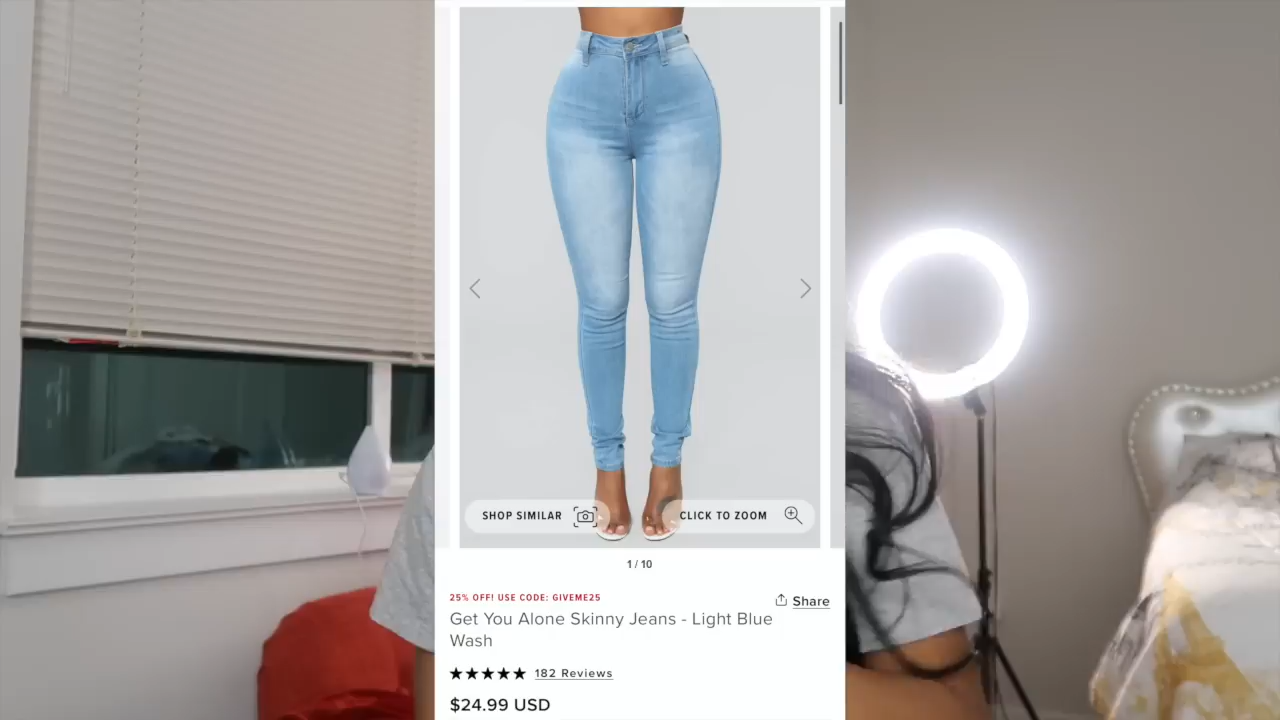 SHOP SIMILAR
CLICK TO ZOOM
1 / 10
25% OFF! USE CODE: GIVEME25
Share
Get You Alone Skinny Jeans - Light Blue
Wash
182 Reviews
$24.99 USD